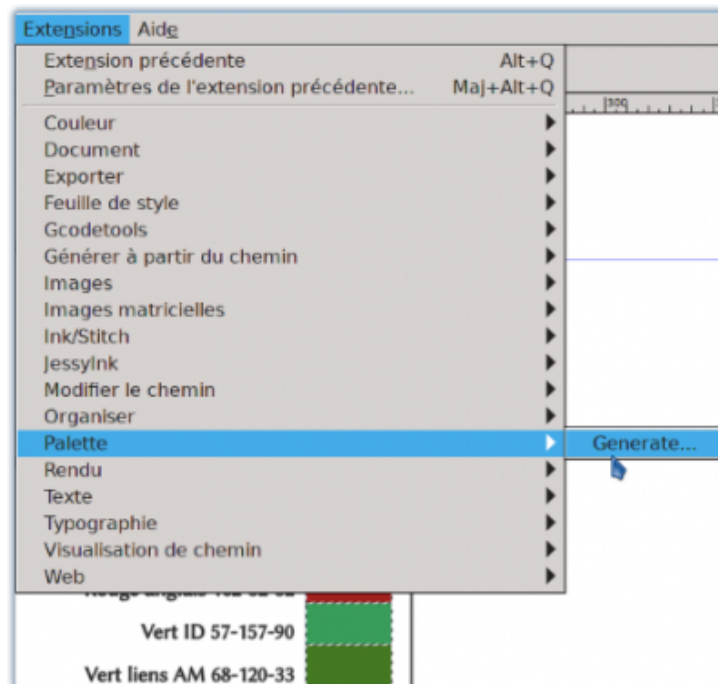 Extensions Aide
Extension précédente Alt+Q
Paramètres de l'extension précédente... Maj+Alt+Q
300
Couleur
Document
Exporter
Feuille de style
Gcodetools
Générer à partir du chemin
Images
Images matricielles
Ink/Stitch
JessyInk
Modifier le chemin
Organiser
Palette Generate...
Rendu
Texte
Typographie
Visualisation de chemin
Web
Vert ID 57-157-90
Vert liens AM 68-120-33